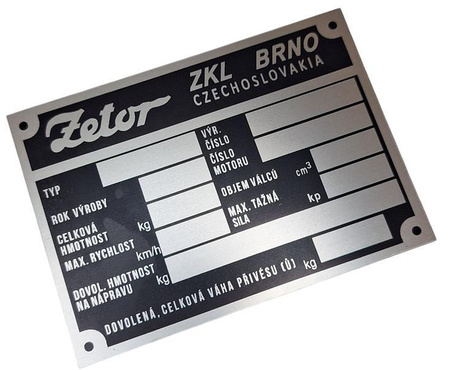 Zetor
ZKL BRNO
CZECHOSLOVAKIA
TYP
ROK VÝROBY
CELKOVÁ
HMOTNOST kg
MAX. RYCHLOST km/h
DOVOL. HMOTNOST
NA NÁPRAVU kg
VÝR.
ČÍSLO
ČÍSLO
MOTORU
OBJEM VÁLCŮ cm3
MAX. TAŽNÁ
SÍLA kp
DOVOLENÁ, CELKOVÁ VÁHA PŘIVĚSU (Ů) kg